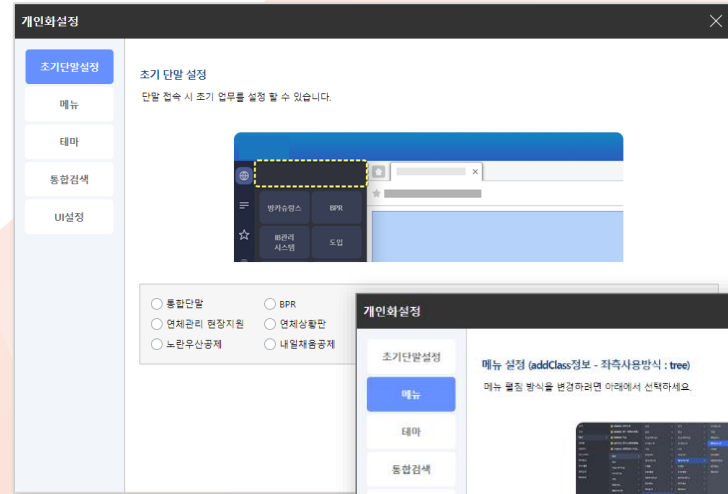 개인화설정
초기단말설정
메뉴
테마
통합검색
UI설정
초기 단말 설정
단말 접속 시 초기 업무를 설정 할 수 있습니다.
방카슈랑스 BPR
IB관리 시스템 도입
통합단말 BPR
연체관리 현장지원 연체상황판
노란우산공제 내일채움공제
개인화설정
초기단말설정
메뉴
테마
통합검색
메뉴 설정 (addClass정보 - 좌측사용방식 : tree)
메뉴 펼침 방식을 변경하려면 아래에서 선택하세요.